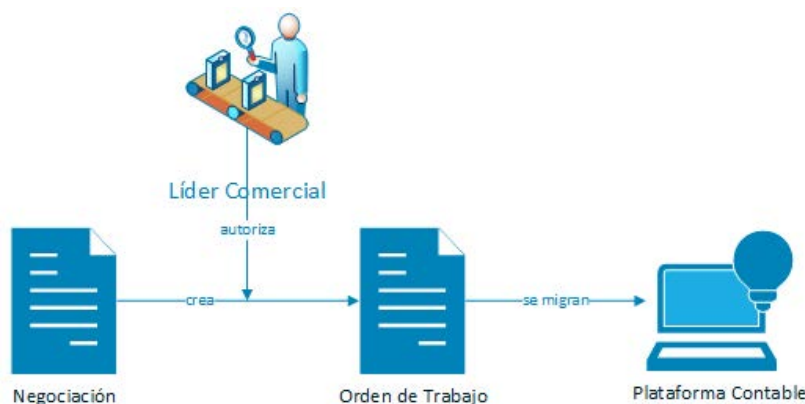 Líder Comercial
autoriza
crea
se migran
Negociación
Orden de Trabajo
Plataforma Contable